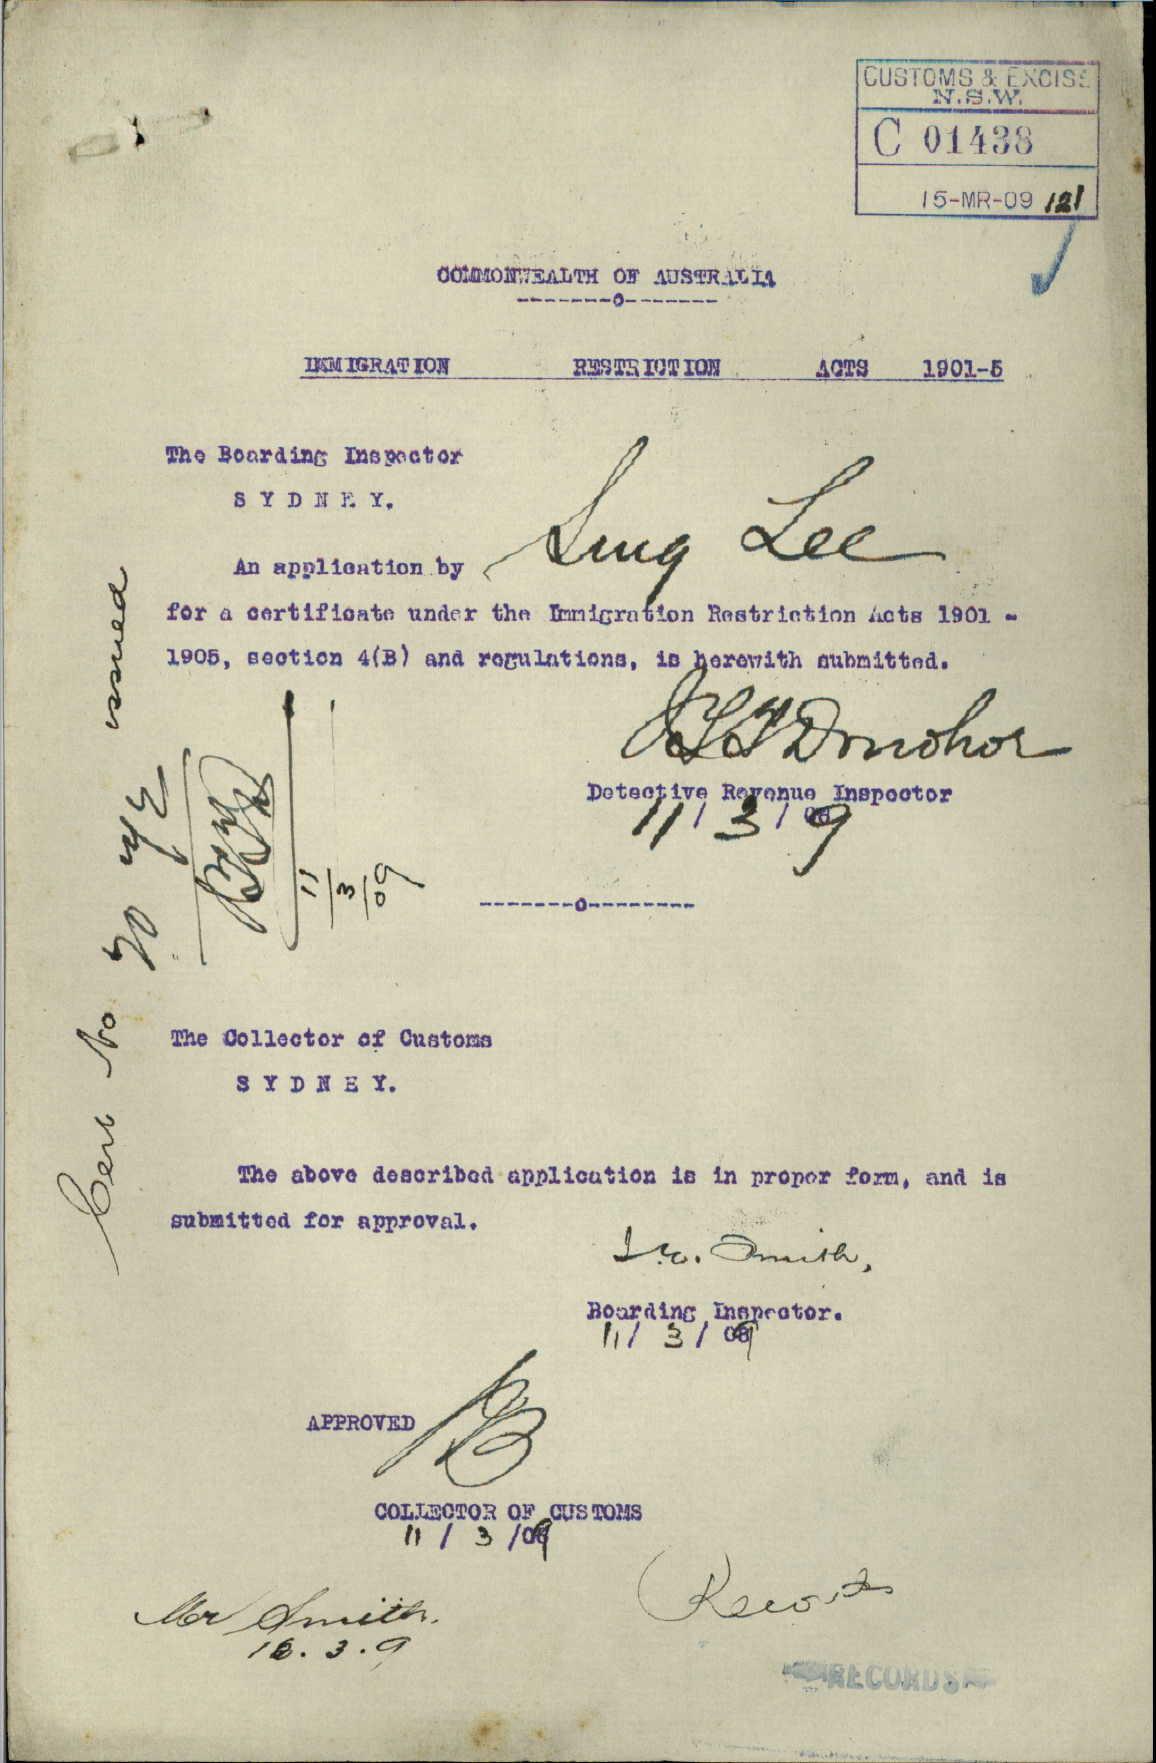 CUSTOMS & EXCISE
N.S.W.
C 01438
15-MR-09 121
COMMONWEALTH OF AUSTRALIA
-------o-------
IMMIGRATION RESTRICTION ACTS 1901-5
The Boarding Inspector
SYDNEY.
An application by Sing Lee
for a certificate under the Immigration Restriction Acts 1901 -
1905, section 4(B) and regulations, is herewith submitted.
Donohoe
Detective Revenue Inspector
11/3/09
-------o--------
Cert No issued
11/3/09
The Collector of Customs
SYDNEY.
The above described application is in proper form, and is
submitted for approval.
Smith,
Boarding Inspector.
11/3/09
APPROVED
COLLECTOR OF CUSTOMS
11/3/09
Mr Smith.
3.9
Records
RECORDS